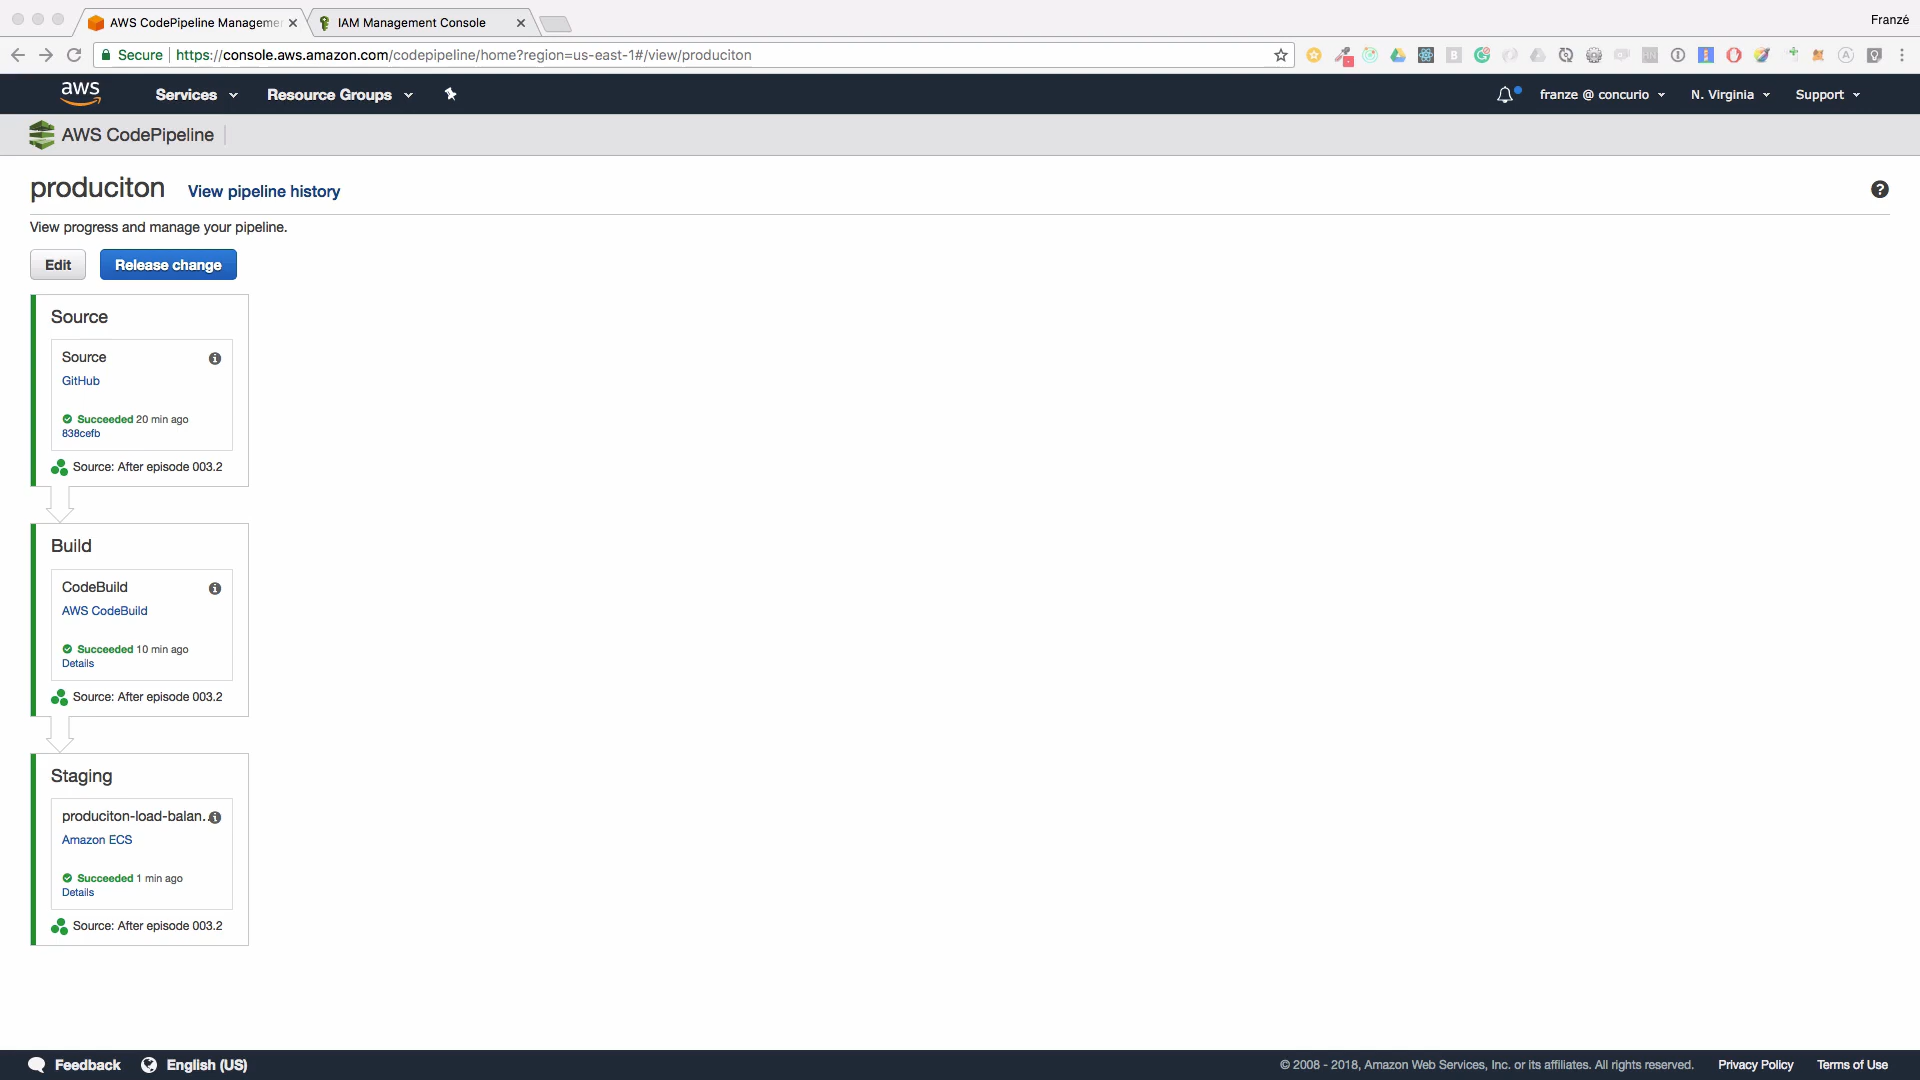 AWS CodePipeline Manageme
IAM Management Console
Franzé
Secure
https://console.aws.amazon.com/codepipeline/home?region=us-east-1#/view/produciton
aws
Services
Resource Groups
franze @ concurio
N. Virginia
Support
AWS CodePipeline
produciton
View pipeline history
View progress and manage your pipeline.
Edit
Release change
Source
Source
GitHub
Succeeded 20 min ago
838cefb
Source: After episode 003.2
Build
CodeBuild
AWS CodeBuild
Succeeded 10 min ago
Details
Source: After episode 003.2
Staging
produciton-load-balan..
Amazon ECS
Succeeded 1 min ago
Details
Source: After episode 003.2
Feedback
English (US)
© 2008 - 2018, Amazon Web Services, Inc. or its affiliates. All rights reserved.
Privacy Policy
Terms of Use